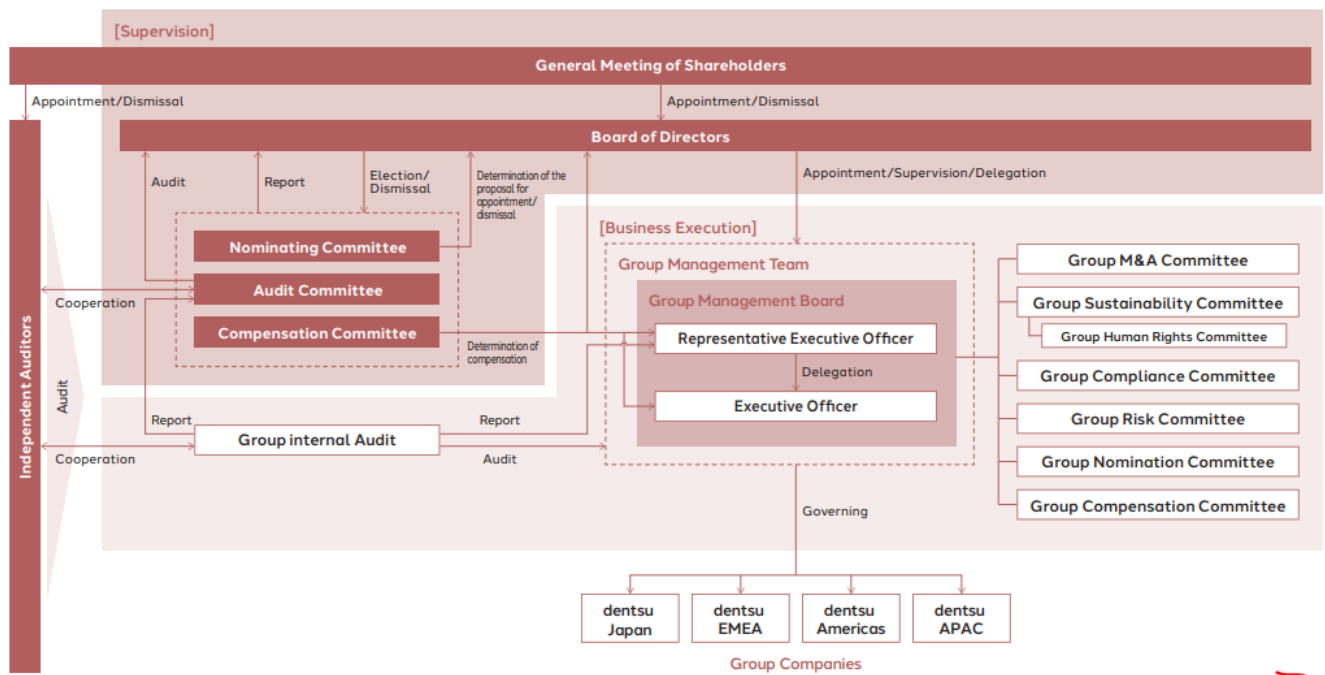 [Supervision]
General Meeting of Shareholders
Appointment/Dismissal
Appointment/Dismissal
Board of Directors
Audit
Report
Election/
Dismissal
Determination of the
proposal for
appointment/
dismissal
Appointment/Supervision/Delegation
Nominating Committee
Audit Committee
Compensation Committee
Cooperation
Determination of
compensation
[Business Execution]
Group Management Team
Group Management Board
Representative Executive Officer
Delegation
Executive Officer
Group M&A Committee
Group Sustainability Committee
Group Human Rights Committee
Group Compliance Committee
Group Risk Committee
Group Nomination Committee
Group Compensation Committee
Independent Auditors
Audit
Report
Group internal Audit
Report
Audit
Cooperation
Governing
dentsu
Japan
dentsu
EMEA
dentsu
Americas
dentsu
APAC
Group Companies